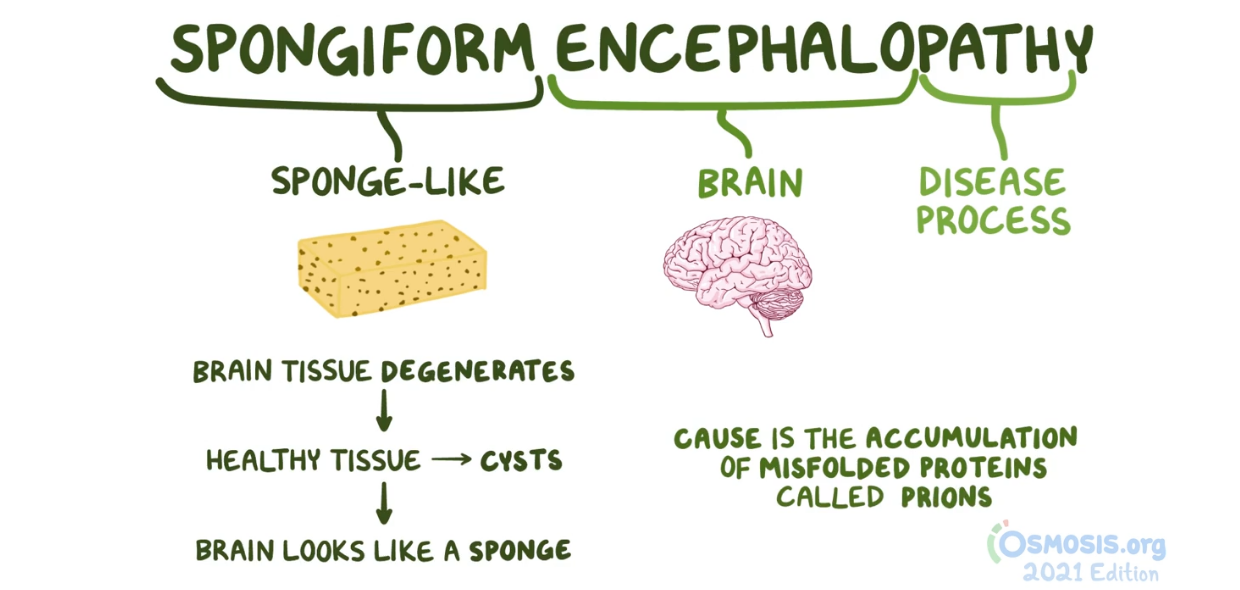 SPONGIFORM ENCEPHALOPATHY
SPONGE-LIKE
BRAIN
DISEASE
PROCESS
BRAIN TISSUE DEGENERATES
HEALTHY TISSUE → CYSTS
BRAIN LOOKS LIKE A SPONGE
CAUSE IS THE ACCUMULATION
OF MISFOLDED PROTEINS
CALLED PRIONS
OSMOSIS.org
2021 Edition